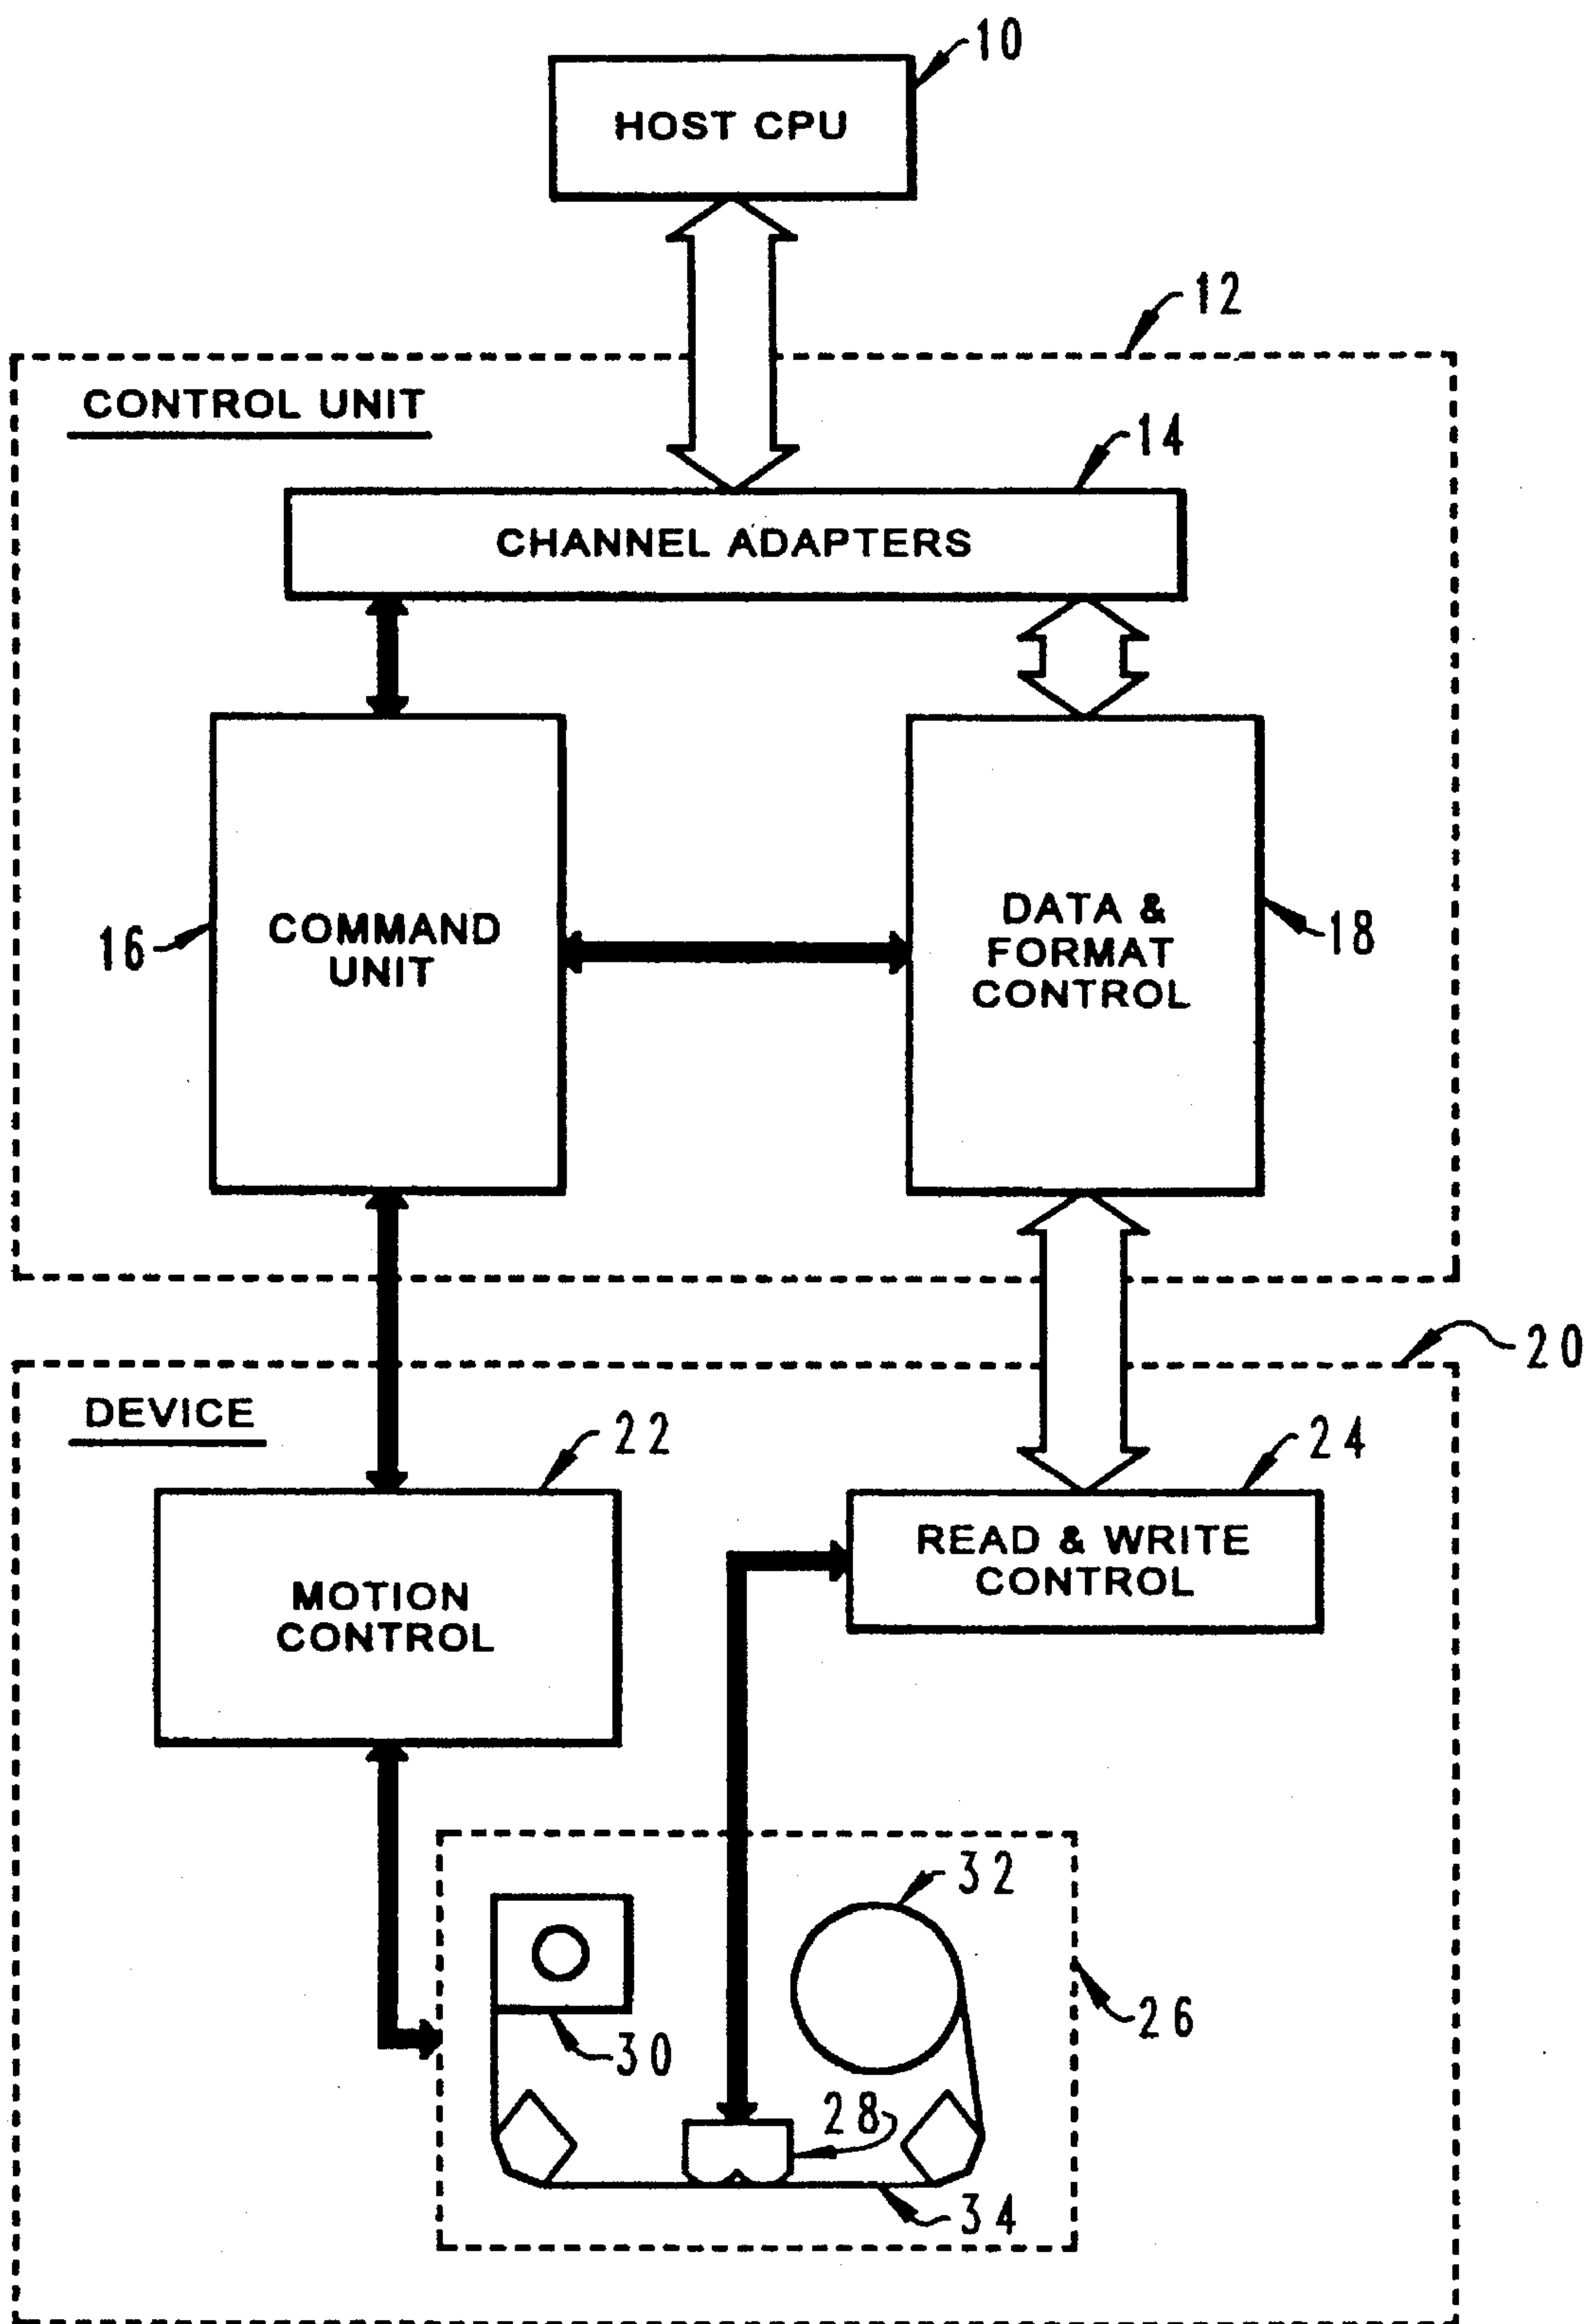 10
HOST CPU
12
CONTROL UNIT
14
CHANNEL ADAPTERS
16
COMMAND
UNIT
DATA &
FORMAT
CONTROL
18
20
DEVICE
22
24
MOTION
CONTROL
READ & WRITE
CONTROL
32
30
26
28
34